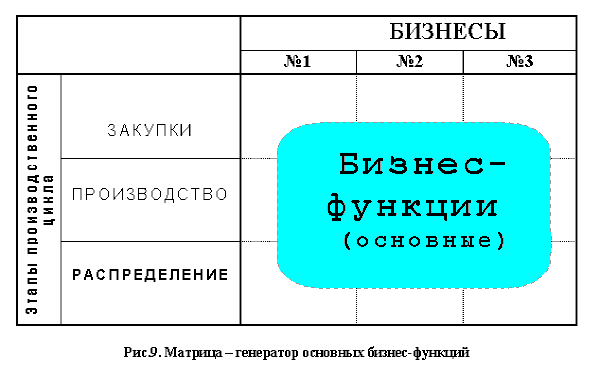 БИЗНЕСЫ
№1 №2 №3
Этапы производственного
цикла
ЗАКУПКИ
ПРОИЗВОДСТВО
РАСПРЕДЕЛЕНИЕ
Бизнес-
функции
(основные)
Рис.9. Матрица – генератор основных бизнес-функций